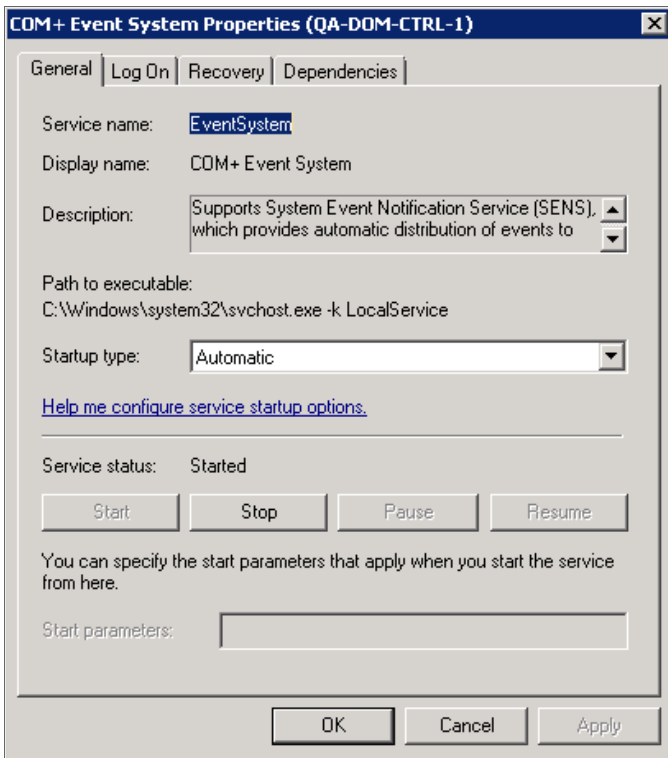 COM+ Event System Properties (QA-DOM-CTRL-1)
General Log On Recovery Dependencies
Service name: EventSystem
Display name: COM+ Event System
Description: Supports System Event Notification Service (SENS),
which provides automatic distribution of events to
Path to executable:
C:\Windows\system32\svchost.exe -k LocalService
Startup type: Automatic
Help me configure service startup options.
Service status: Started
Start Stop Pause Resume
You can specify the start parameters that apply when you start the service
from here.
Start parameters:
OK Cancel Apply